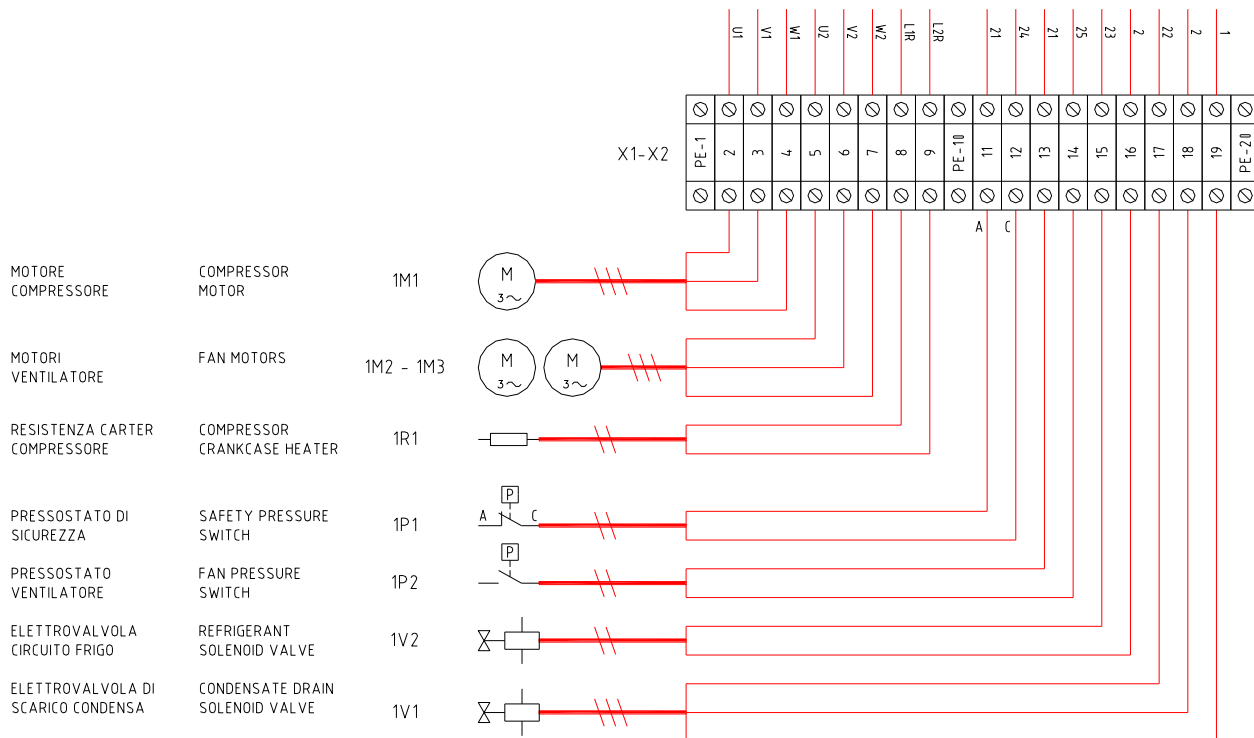 U1 V1 W1 U2 V2 W2 L1R L2R 21 24 21 25 23 2 22 2 1
X1-X2 PE-1 2 3 4 5 6 7 8 9 PE-10 11 12 13 14 15 16 17 18 19 PE-20
A C
MOTORE COMPRESSOR M
COMPRESSORE MOTOR 1M1 3~
MOTORI FAN MOTORS 1M2 - 1M3 M M
VENTILATORE 3~ 3~
RESISTENZA CARTER COMPRESSOR 1R1
COMPRESSORE CRANKCASE HEATER
P
PRESSOSTATO DI SAFETY PRESSURE 1P1 A C
SICUREZZA SWITCH
P
PRESSOSTATO FAN PRESSURE 1P2
VENTILATORE SWITCH
ELETTROVALVOLA REFRIGERANT 1V2
CIRCUITO FRIGO SOLENOID VALVE
ELETTROVALVOLA DI CONDENSATE DRAIN
SCARICO CONDENSA SOLENOID VALVE 1V1